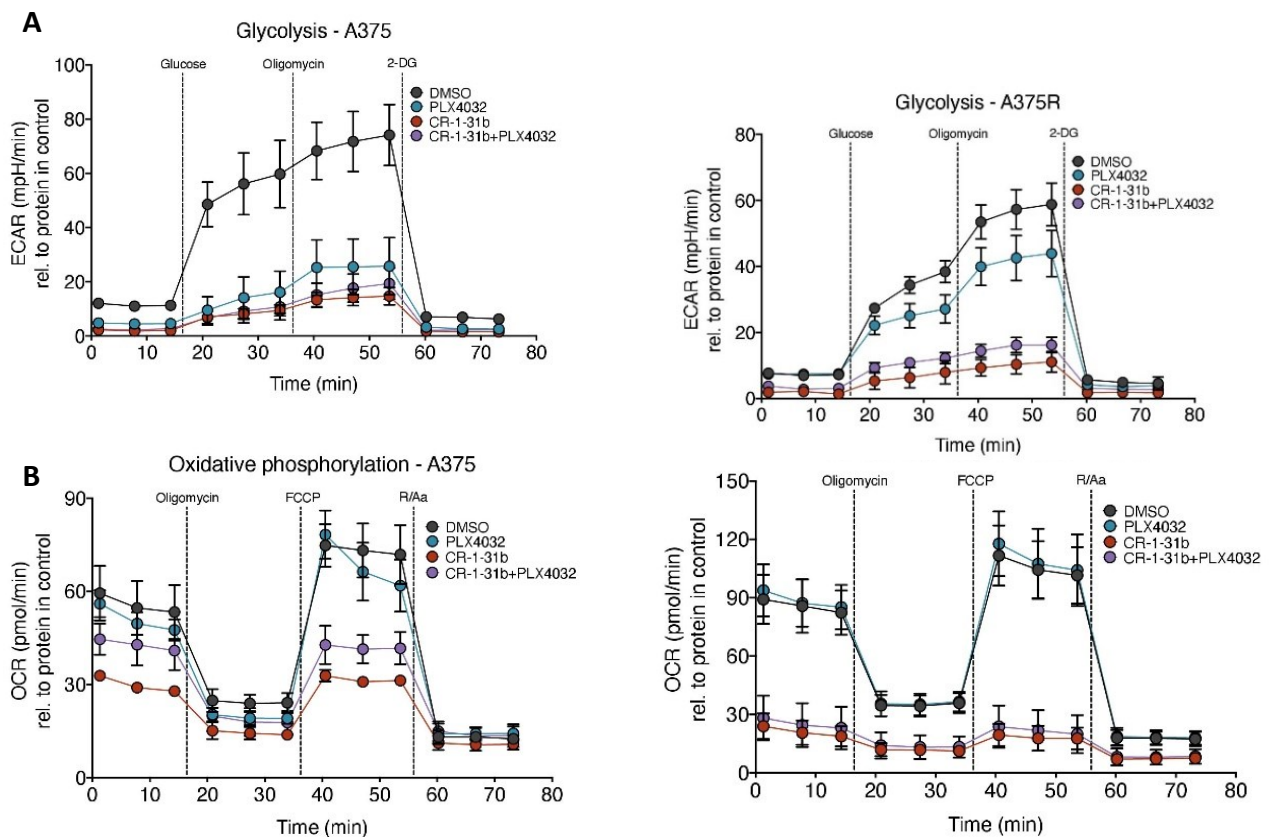 A
Glycolysis - A375
Glucose
Oligomycin
2-DG
DMSO
PLX4032
CR-1-31b
CR-1-31b+PLX4032
ECAR (mpH/min)
rel. to protein in control
100
80
60
40
20
0
0 10 20 30 40 50 60 70 80
Time (min)
Glycolysis - A375R
Glucose
Oligomycin
2-DG
DMSO
PLX4032
CR-1-31b
CR-1-31b+PLX4032
ECAR (mpH/min)
rel. to protein in control
80
60
40
20
0
0 10 20 30 40 50 60 70 80
Time (min)
B
Oxidative phosphorylation - A375
Oligomycin
FCCP
R/Aa
DMSO
PLX4032
CR-1-31b
CR-1-31b+PLX4032
OCR (pmol/min)
rel. to protein in control
90
60
30
0
0 10 20 30 40 50 60 70 80
Time (min)
Oligomycin
FCCP
R/Aa
DMSO
PLX4032
CR-1-31b
CR-1-31b+PLX4032
OCR (pmol/min)
rel. to protein in control
150
120
90
60
30
0
0 10 20 30 40 50 60 70 80
Time (min)